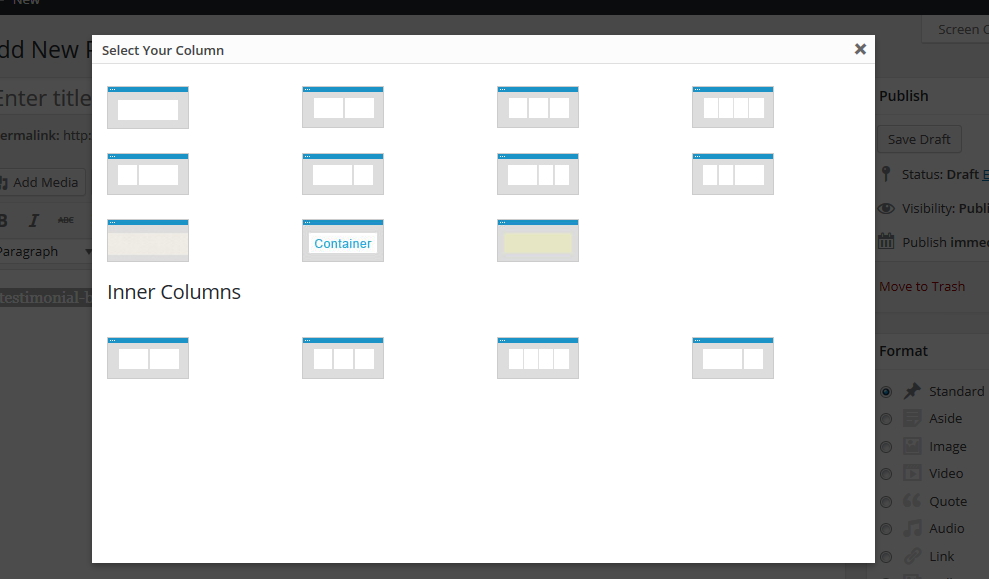 New
dd New P
Screen O
Select Your Column
Enter title
ermalink: http:
Add Media
B I ABC
Paragraph
testimonial-b
Container
Inner Columns
Publish
Save Draft
Status: Draft E
Visibility: Publi
Publish immed
Move to Trash
Format
Standard
Aside
Image
Video
Quote
Audio
Link